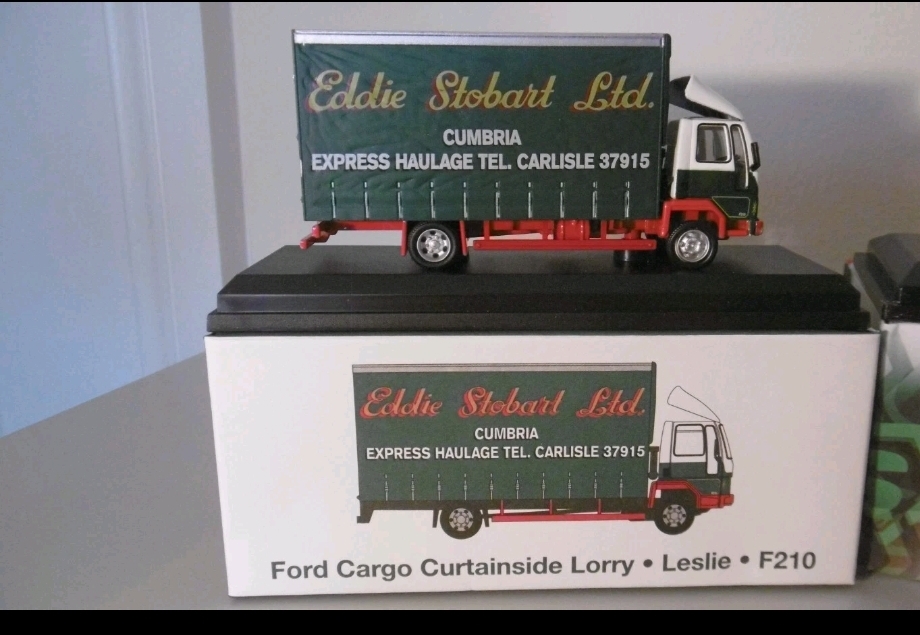 Eddie Stobart Ltd.
CUMBRIA
EXPRESS HAULAGE TEL. CARLISLE 37915
Eddie Stobart Ltd.
CUMBRIA
EXPRESS HAULAGE TEL. CARLISLE 37915
Ford Cargo Curtainside Lorry • Leslie • F210